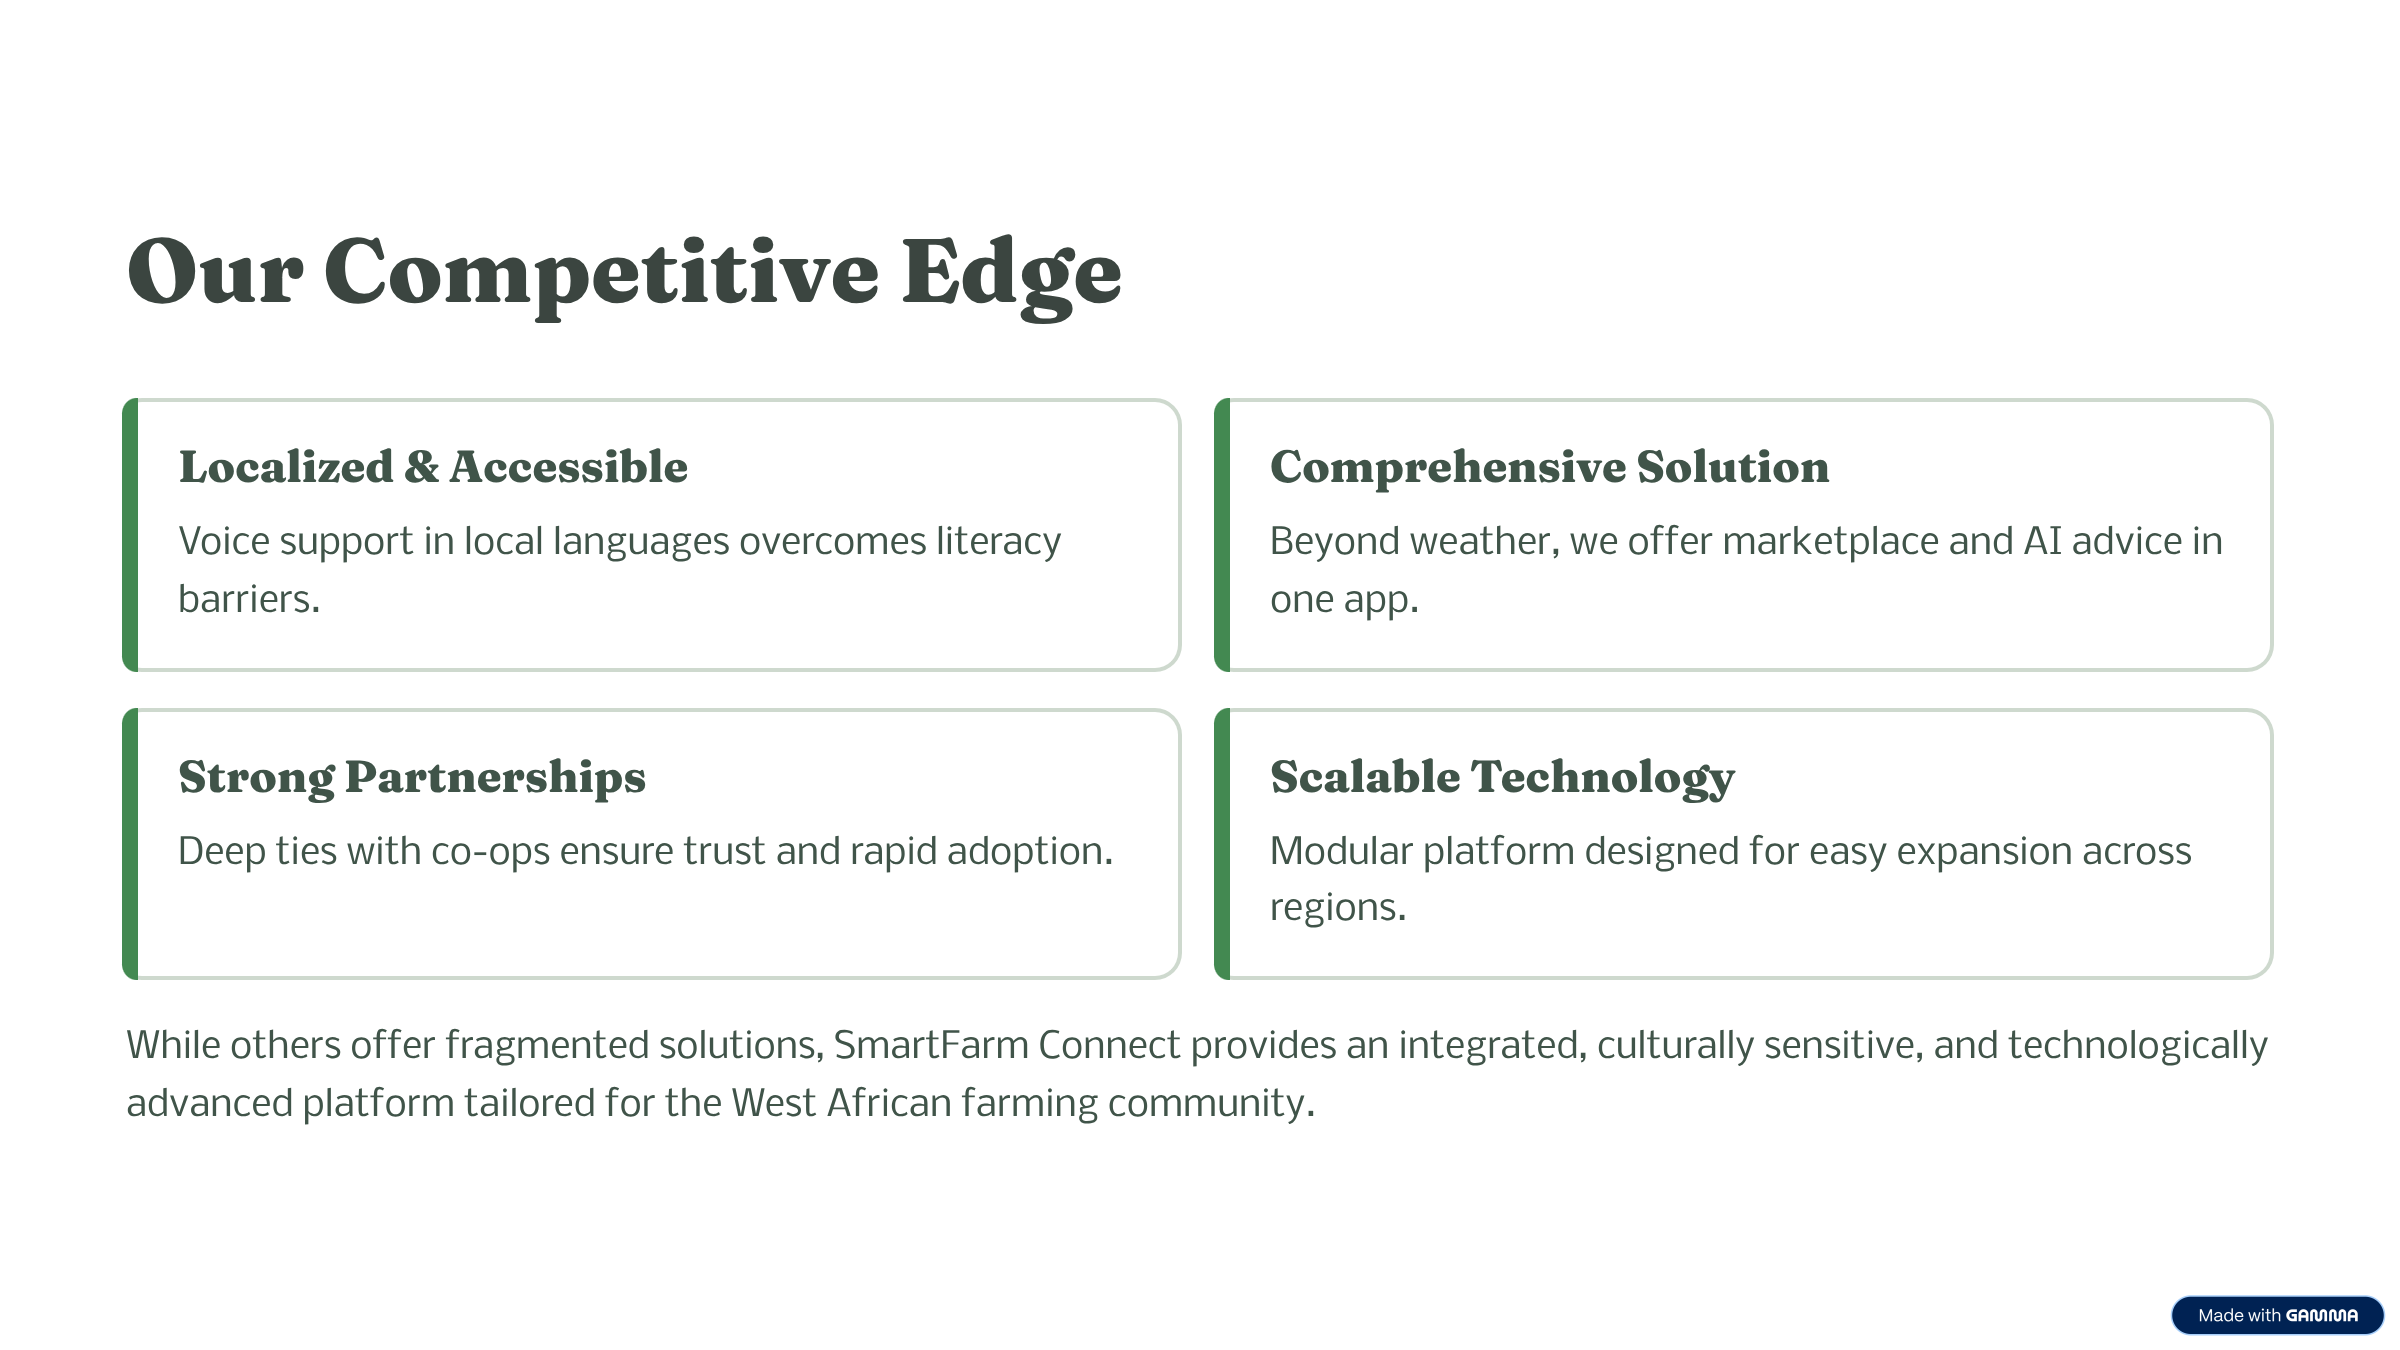 Our Competitive Edge
Localized & Accessible
Voice support in local languages overcomes literacy
barriers.
Comprehensive Solution
Beyond weather, we offer marketplace and AI advice in
one app.
Strong Partnerships
Deep ties with co-ops ensure trust and rapid adoption.
Scalable Technology
Modular platform designed for easy expansion across
regions.
While others offer fragmented solutions, SmartFarm Connect provides an integrated, culturally sensitive, and technologically
advanced platform tailored for the West African farming community.
Made with GAMMA